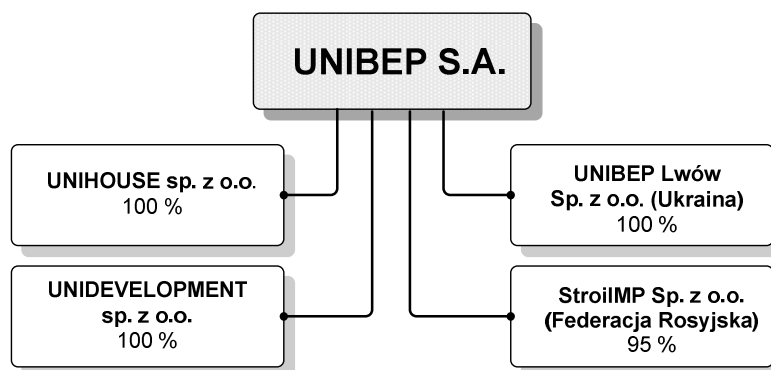 UNIBEP S.A.
UNIHOUSE sp. z o.o.
100 %
UNIBEP Lwów
Sp. z o.o. (Ukraina)
100 %
UNIDEVELOPMENT
sp. z o.o.
100 %
StroiIMP Sp. z o.o.
(Federacja Rosyjska)
95 %